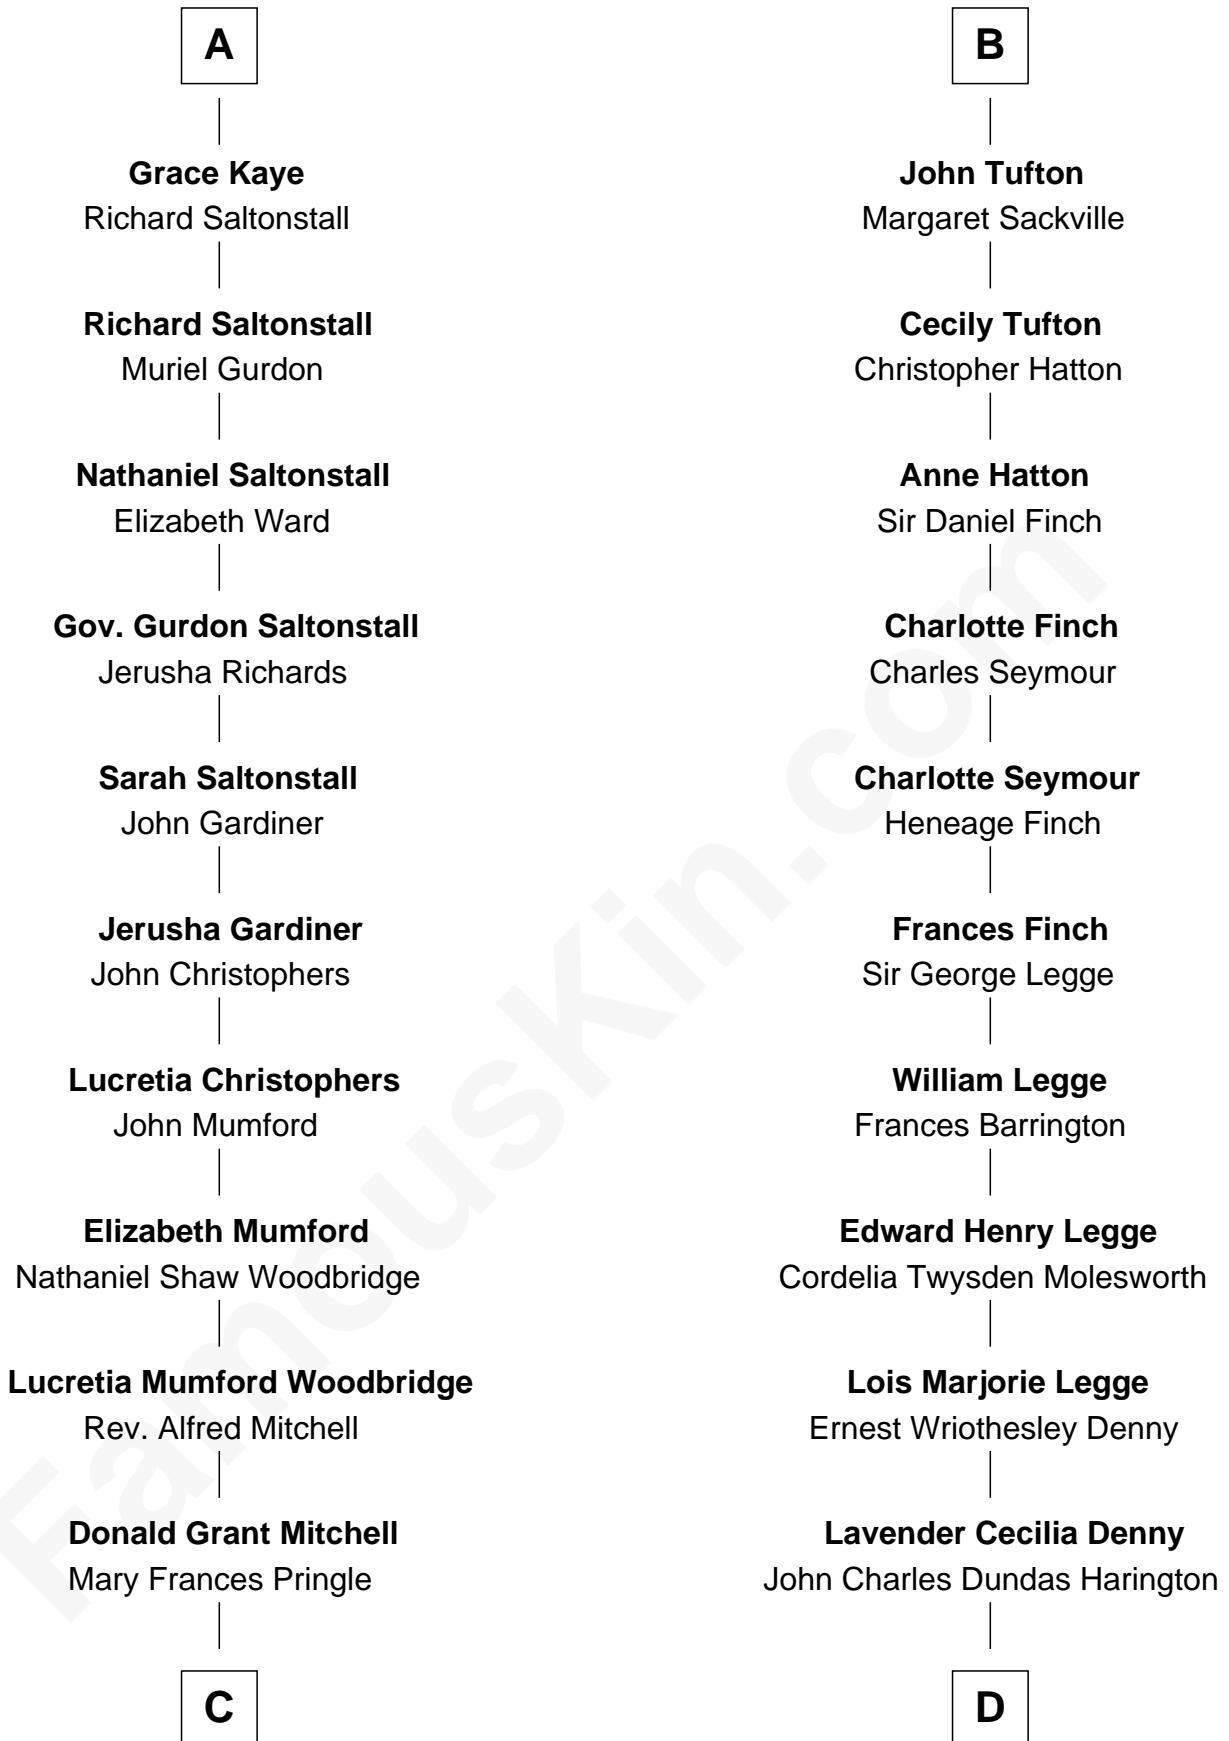 A
Grace Kaye
Richard Saltonstall
Richard Saltonstall
Muriel Gurdon
Nathaniel Saltonstall
Elizabeth Ward
Gov. Gurdon Saltonstall
Jerusha Richards
Sarah Saltonstall
John Gardiner
Jerusha Gardiner
John Christophers
Lucretia Christophers
John Mumford
Elizabeth Mumford
Nathaniel Shaw Woodbridge
Lucretia Mumford Woodbridge
Rev. Alfred Mitchell
Donald Grant Mitchell
Mary Frances Pringle
C
B
John Tufton
Margaret Sackville
Cecily Tufton
Christopher Hatton
Anne Hatton
Sir Daniel Finch
Charlotte Finch
Charles Seymour
Charlotte Seymour
Heneage Finch
Frances Finch
Sir George Legge
William Legge
Frances Barrington
Edward Henry Legge
Cordelia Twysden Molesworth
Lois Marjorie Legge
Ernest Wriothesley Denny
Lavender Cecilia Denny
John Charles Dundas Harington
D
FamousKin.com